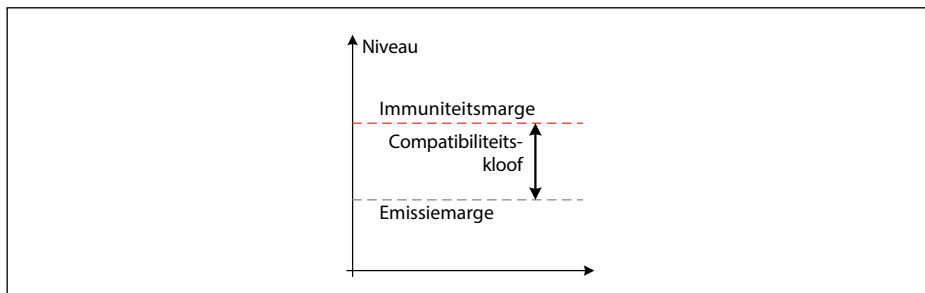 Niveau
Immuniteitsmarge
Compatibiliteits-
kloof
Emissiemarge